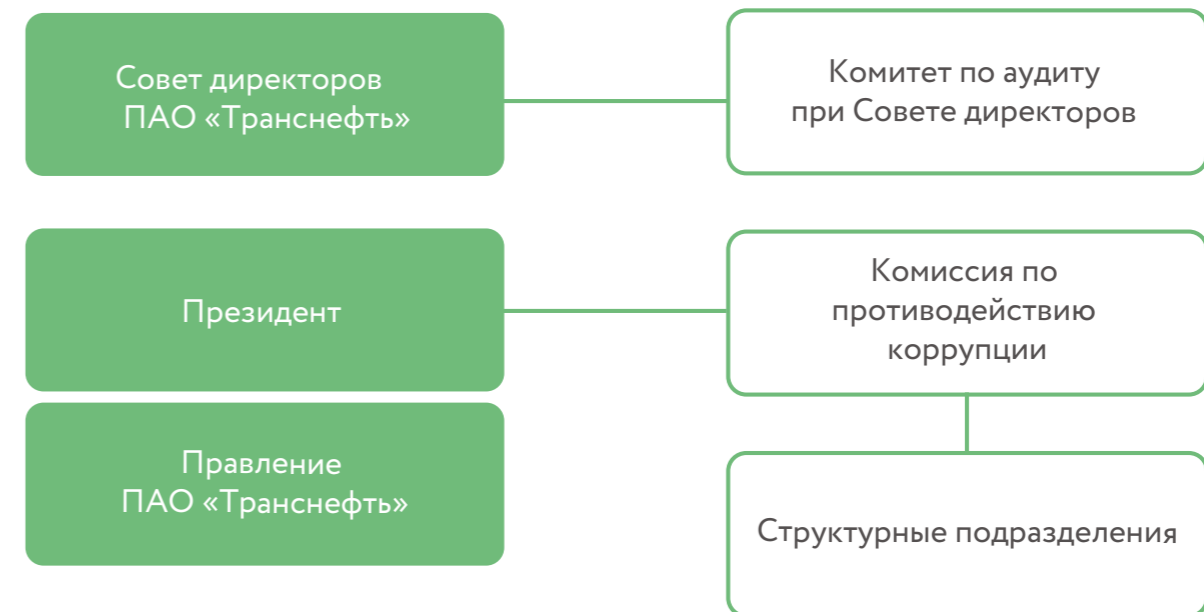 Совет директоров
ПАО «Транснефть»
Комитет по аудиту
при Совете директоров
Президент
Комиссия по
противодействию
коррупции
Правление
ПАО «Транснефть»
Структурные подразделения